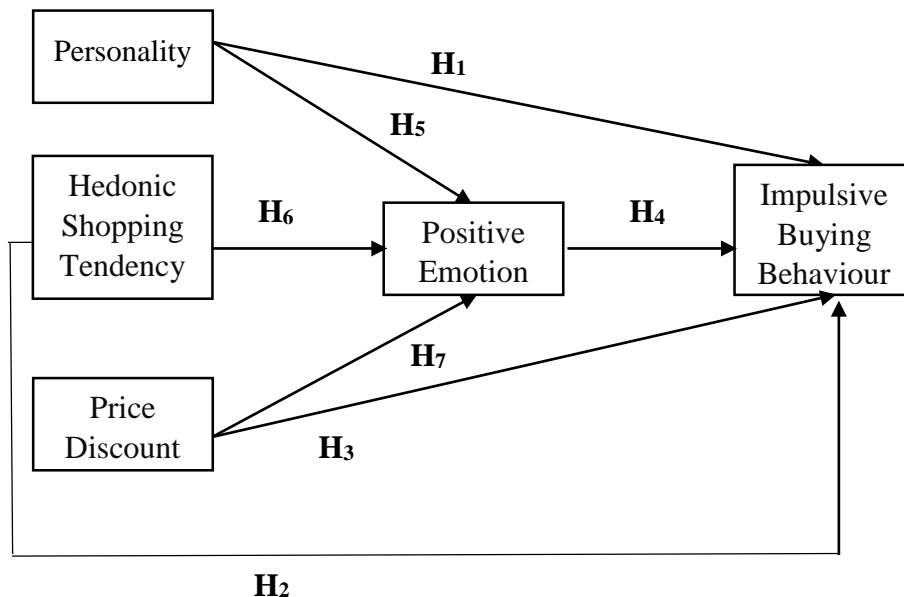 Personality
H1
H5
Hedonic
Shopping
Tendency
H6
Positive
Emotion
H4
Impulsive
Buying
Behaviour
H7
Price
Discount
H3
H2